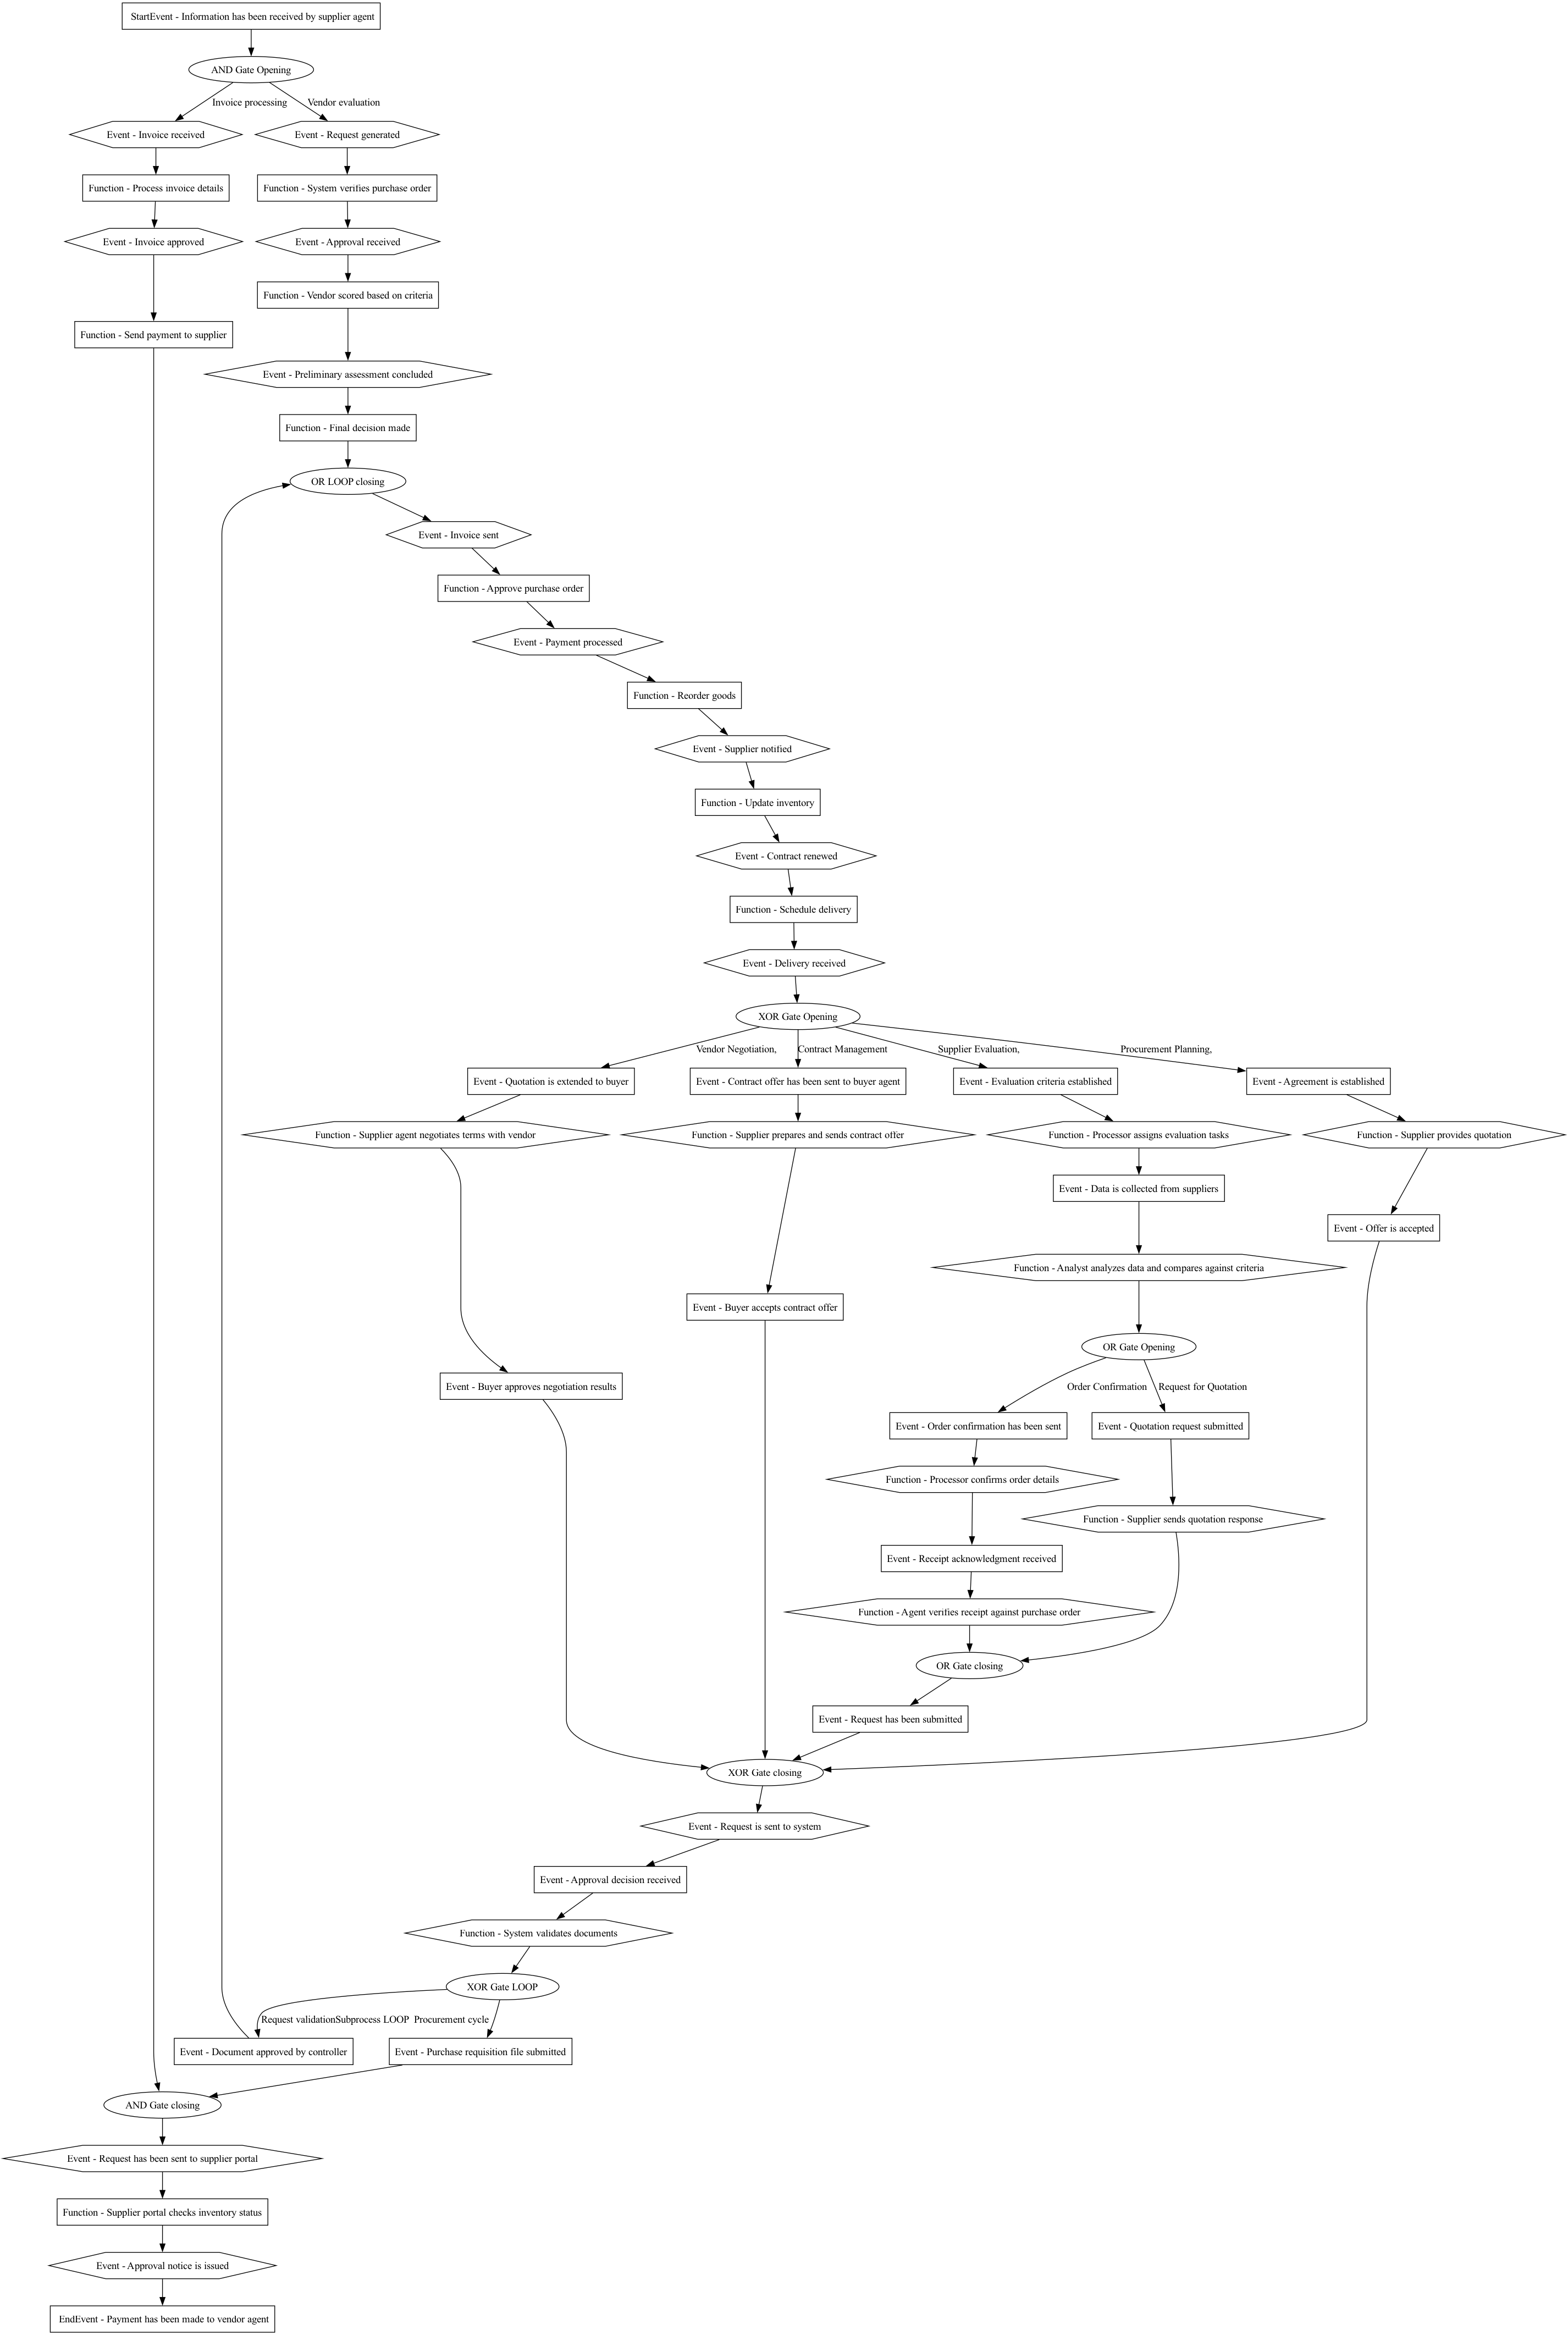 StartEvent - Information has been received by supplier agent
AND Gate Opening
Invoice processing
Vendor evaluation
Event - Invoice received
Event - Request generated
Function - Process invoice details
Function - System verifies purchase order
Event - Invoice approved
Event - Approval received
Function - Vendor scored based on criteria
Function - Send payment to supplier
Event - Preliminary assessment concluded
Function - Final decision made
OR LOOP closing
Event - Invoice sent
Function - Approve purchase order
Event - Payment processed
Function - Reorder goods
Event - Supplier notified
Function - Update inventory
Event - Contract renewed
Function - Schedule delivery
Event - Delivery received
XOR Gate Opening
Vendor Negotiation,
Contract Management
Supplier Evaluation,
Procurement Planning,
Event - Quotation is extended to buyer
Event - Contract offer has been sent to buyer agent
Event - Evaluation criteria established
Event - Agreement is established
Function - Supplier agent negotiates terms with vendor
Function - Supplier prepares and sends contract offer
Function - Processor assigns evaluation tasks
Function - Supplier provides quotation
Event - Data is collected from suppliers
Event - Offer is accepted
Function - Analyst analyzes data and compares against criteria
Event - Buyer accepts contract offer
OR Gate Opening
Event - Buyer approves negotiation results
Order Confirmation
Request for Quotation
Event - Order confirmation has been sent
Event - Quotation request submitted
Function - Processor confirms order details
Function - Supplier sends quotation response
Event - Receipt acknowledgment received
Function - Agent verifies receipt against purchase order
OR Gate closing
Event - Request has been submitted
XOR Gate closing
Event - Request is sent to system
Event - Approval decision received
Function - System validates documents
XOR Gate LOOP
Request validationSubprocess LOOP  Procurement cycle
Event - Document approved by controller
Event - Purchase requisition file submitted
AND Gate closing
Event - Request has been sent to supplier portal
Function - Supplier portal checks inventory status
Event - Approval notice is issued
EndEvent - Payment has been made to vendor agent